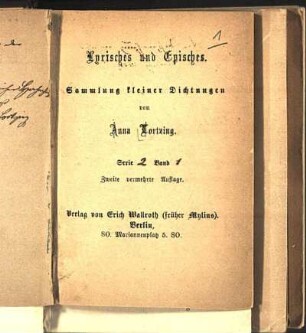 1
Lyrisches und Episches.
Sammlung kleiner Dichtungen
von
Anna Lortzing.
Serie 2 Band 1
Zweite vermehrte Auflage.
Verlag von Erich Wallroth (früher Mylius).
Berlin,
SO. Mariannenplatz 5. SO.